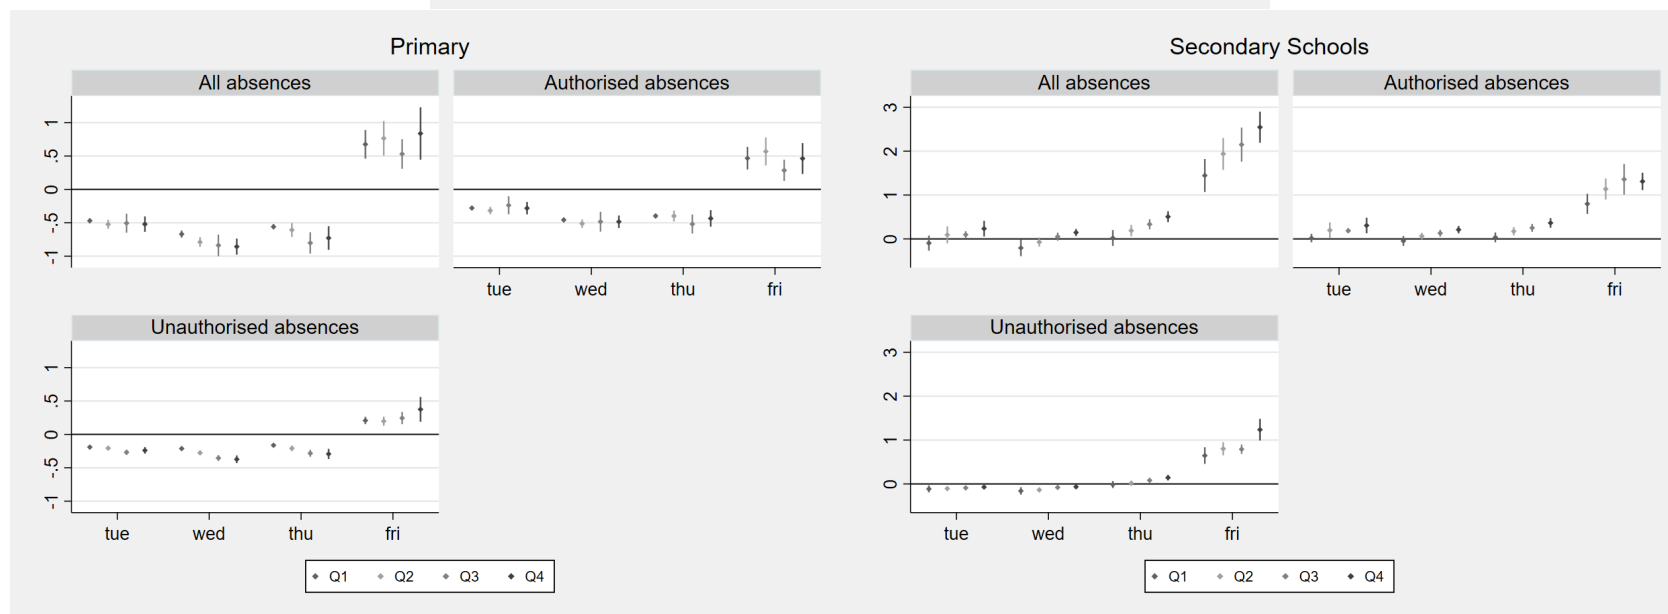 Primary
All absences
Authorised absences
1
.5
0
-.5
-1
tue wed thu fri
Unauthorised absences
1
.5
0
-.5
-1
tue wed thu fri
Q1 Q2 Q3 Q4
Secondary Schools
All absences
Authorised absences
3
2
1
0
tue wed thu fri
Unauthorised absences
3
2
1
0
tue wed thu fri
Q1 Q2 Q3 Q4